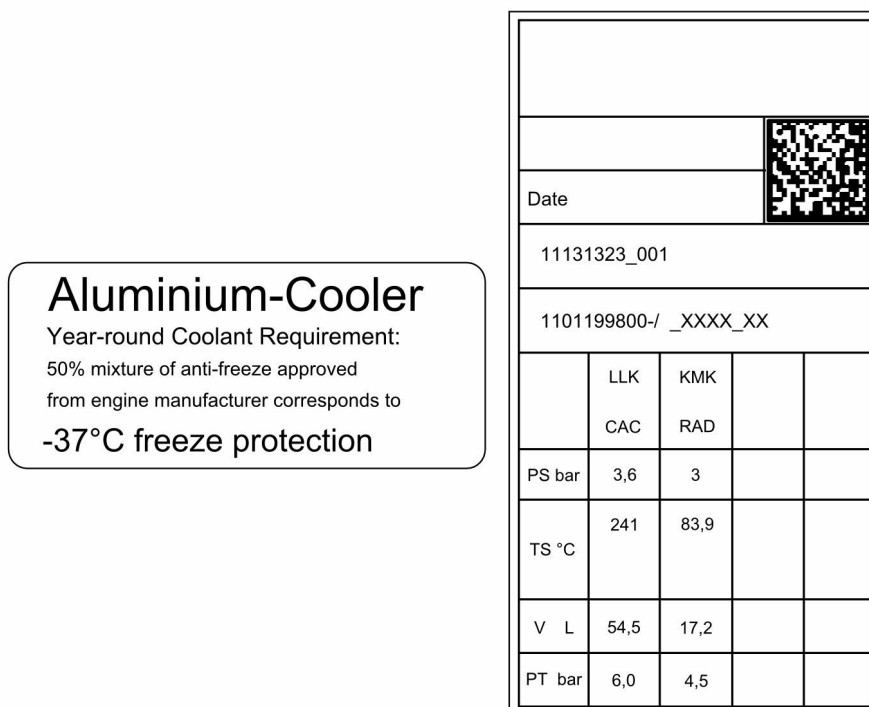 Aluminium-Cooler
Year-round Coolant Requirement:
50% mixture of anti-freeze approved
from engine manufacturer corresponds to
-37°C freeze protection
Date
11131323_001
1101199800-/ _XXXX_XX
LLK KMK
CAC RAD
PS bar 3,6 3
TS °C 241 83,9
V L 54,5 17,2
PT bar 6,0 4,5